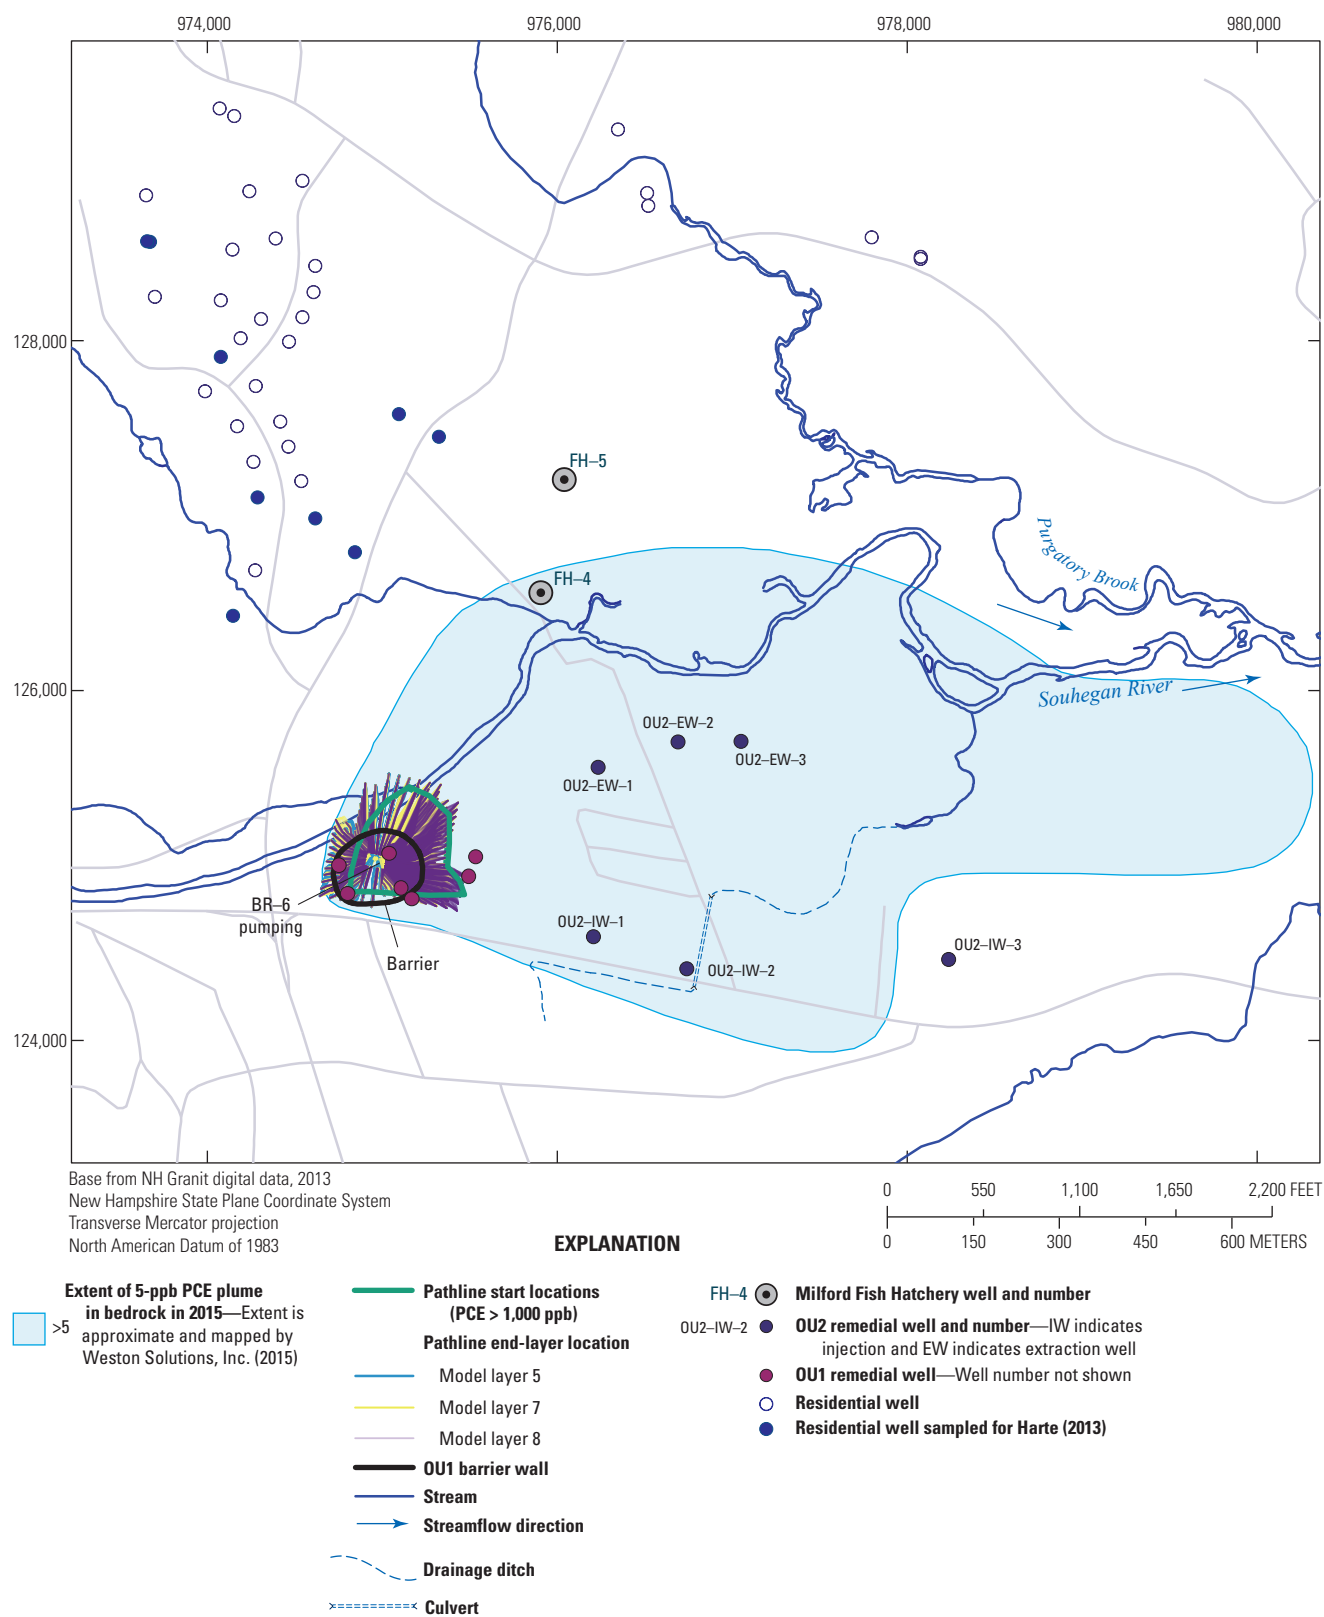 974,000
976,000
978,000
980,000
128,000
126,000
124,000
FH–5
FH–4
Purgatory Brook
Souhegan River
OU2–EW–2
OU2–EW–3
OU2–EW–1
BR–6
pumping
Barrier
OU2–IW–1
OU2–IW–2
OU2–IW–3
Base from NH Granit digital data, 2013
New Hampshire State Plane Coordinate System
Transverse Mercator projection
North American Datum of 1983
0 550 1,100 1,650 2,200 FEET
0 150 300 450 600 METERS
EXPLANATION
>5
Extent of 5-ppb PCE plume
in bedrock in 2015—Extent is
approximate and mapped by
Weston Solutions, Inc. (2015)
Pathline start locations
(PCE > 1,000 ppb)
Pathline end-layer location
Model layer 5
Model layer 7
Model layer 8
OU1 barrier wall
Stream
Streamflow direction
Drainage ditch
Culvert
FH–4 Milford Fish Hatchery well and number
OU2–IW–2 OU2 remedial well and number—IW indicates
injection and EW indicates extraction well
OU1 remedial well—Well number not shown
Residential well
Residential well sampled for Harte (2013)